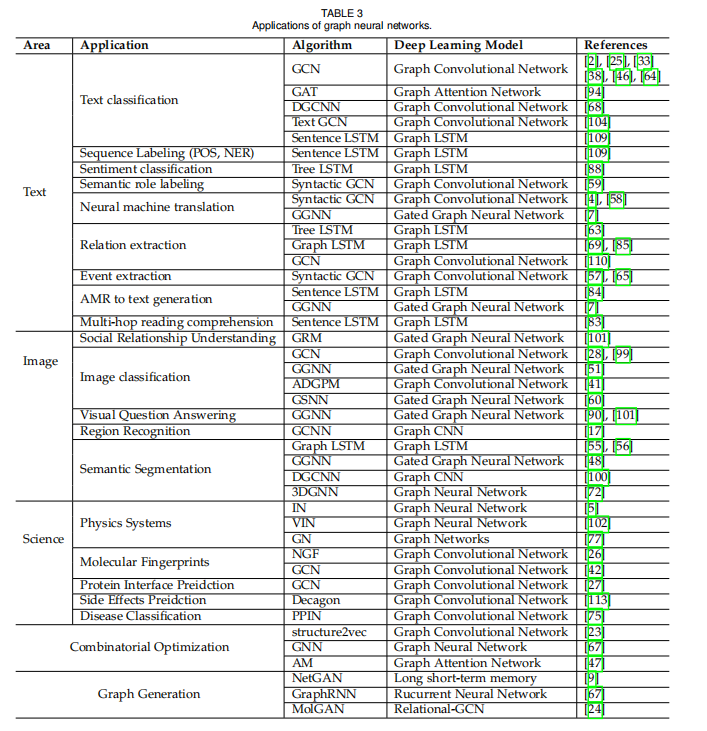 TABLE 3
Applications of graph neural networks.
Area Application Algorithm Deep Learning Model References
Text Text classification GCN Graph Convolutional Network [2], [25], [33]
[38], [46], [64]
GAT Graph Attention Network [94]
DGCNN Graph Convolutional Network [68]
Text GCN Graph Convolutional Network [104]
Sentence LSTM Graph LSTM [109]
Sequence Labeling (POS, NER) Sentence LSTM Graph LSTM [109]
Sentiment classification Tree LSTM Graph LSTM [88]
Semantic role labeling Syntactic GCN Graph Convolutional Network [59]
Neural machine translation Syntactic GCN Graph Convolutional Network [4], [58]
GGNN Gated Graph Neural Network [7]
Relation extraction Tree LSTM Graph LSTM [63]
Graph LSTM Graph LSTM [69], [85]
GCN Graph Convolutional Network [110]
Event extraction Syntactic GCN Graph Convolutional Network [57], [65]
AMR to text generation Sentence LSTM Graph LSTM [84]
GGNN Gated Graph Neural Network [7]
Multi-hop reading comprehension Sentence LSTM Graph LSTM [83]
Image Social Relationship Understanding GRM Gated Graph Neural Network [101]
Image classification GCN Graph Convolutional Network [28], [99]
GGNN Gated Graph Neural Network [51]
ADGPM Graph Convolutional Network [41]
GSNN Gated Graph Neural Network [60]
Visual Question Answering GGNN Gated Graph Neural Network [90], [101]
Region Recognition GCNN Graph CNN [17]
Semantic Segmentation Graph LSTM Graph LSTM [55], [56]
GGNN Gated Graph Neural Network [48]
DGCNN Graph CNN [100]
3DGNN Graph Neural Network [72]
Science Physics Systems IN Graph Neural Network [5]
VIN Graph Neural Network [102]
GN Graph Networks [77]
Molecular Fingerprints NGF Graph Convolutional Network [26]
GCN Graph Convolutional Network [42]
Protein Interface Preidction GCN Graph Convolutional Network [27]
Side Effects Preidction Decagon Graph Convolutional Network [113]
Disease Classification PPIN Graph Convolutional Network [75]
Combinatorial Optimization structure2vec Graph Convolutional Network [23]
GNN Graph Neural Network [67]
AM Graph Attention Network [47]
Graph Generation NetGAN Long short-term memory [9]
GraphRNN Rucurrent Neural Network [67]
MolGAN Relational-GCN [24]